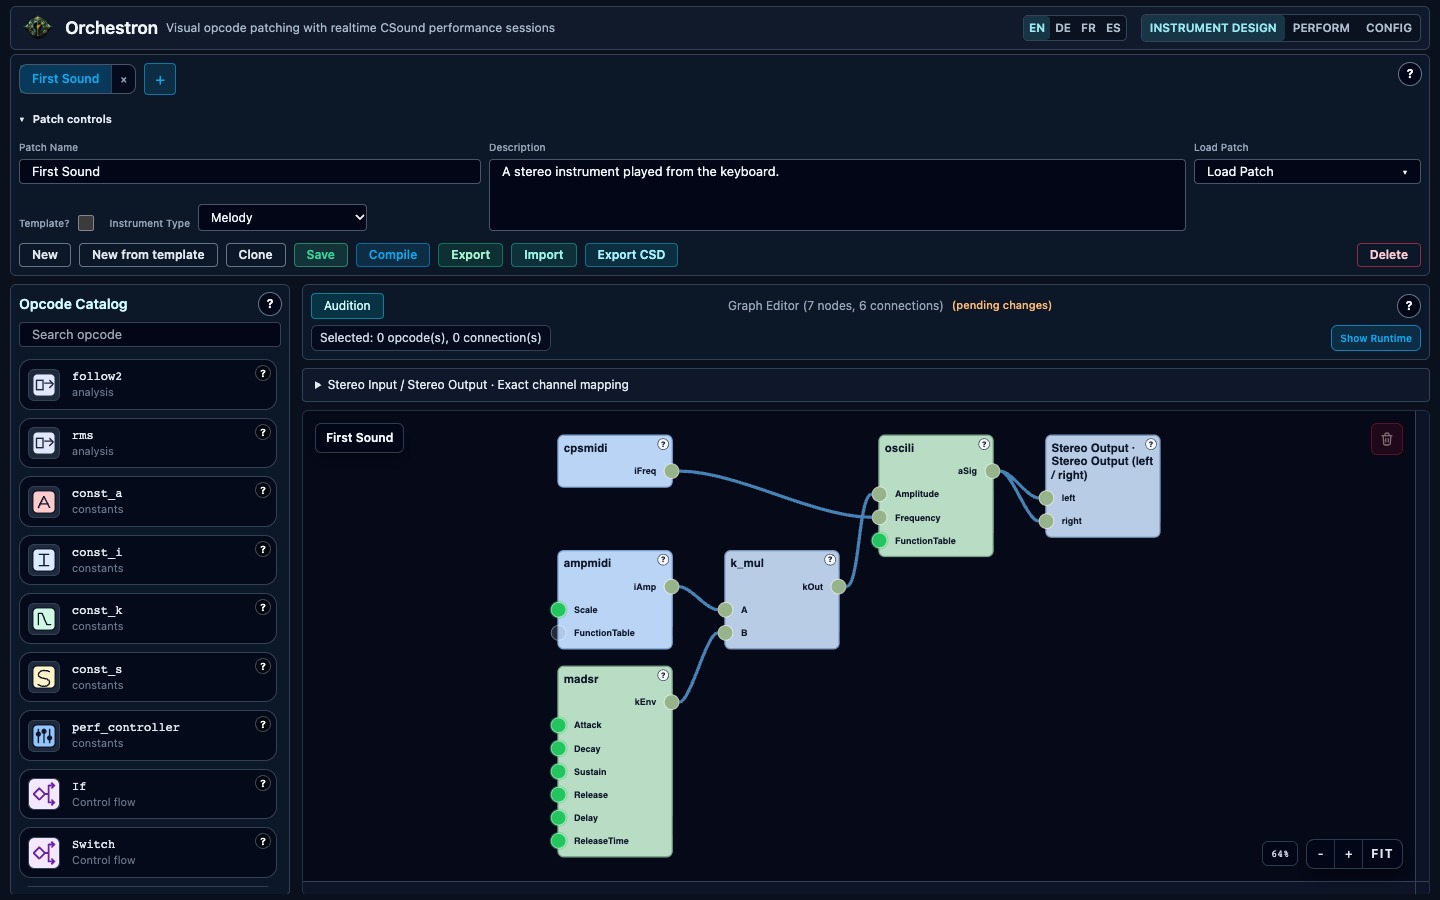 Orchestron
Visual opcode patching with realtime CSound performance sessions
EN DE FR ES
INSTRUMENT DESIGN PERFORM CONFIG
First Sound ×
+
?
▾ Patch controls
Patch Name
First Sound
Description
A stereo instrument played from the keyboard.
Load Patch
Load Patch
Template?
Instrument Type
Melody
New
New from template
Clone
Save
Compile
Export
Import
Export CSD
Delete
Opcode Catalog
?
Search opcode
follow2
analysis
?
rms
analysis
?
const_a
constants
?
const_i
constants
?
const_k
constants
?
const_s
constants
?
perf_controller
constants
?
If
Control flow
?
Switch
Control flow
?
Audition
Graph Editor (7 nodes, 6 connections) (pending changes)
?
Selected: 0 opcode(s), 0 connection(s)
Show Runtime
▶ Stereo Input / Stereo Output · Exact channel mapping
First Sound
cpsmidi
?
iFreq
ampmidi
?
iAmp
Scale
FunctionTable
madsr
?
kEnv
Attack
Decay
Sustain
Release
Delay
ReleaseTime
k_mul
?
kOut
A
B
oscili
?
aSig
Amplitude
Frequency
FunctionTable
Stereo Output ·
Stereo Output (left
/ right)
?
left
right
64%
-
+
FIT